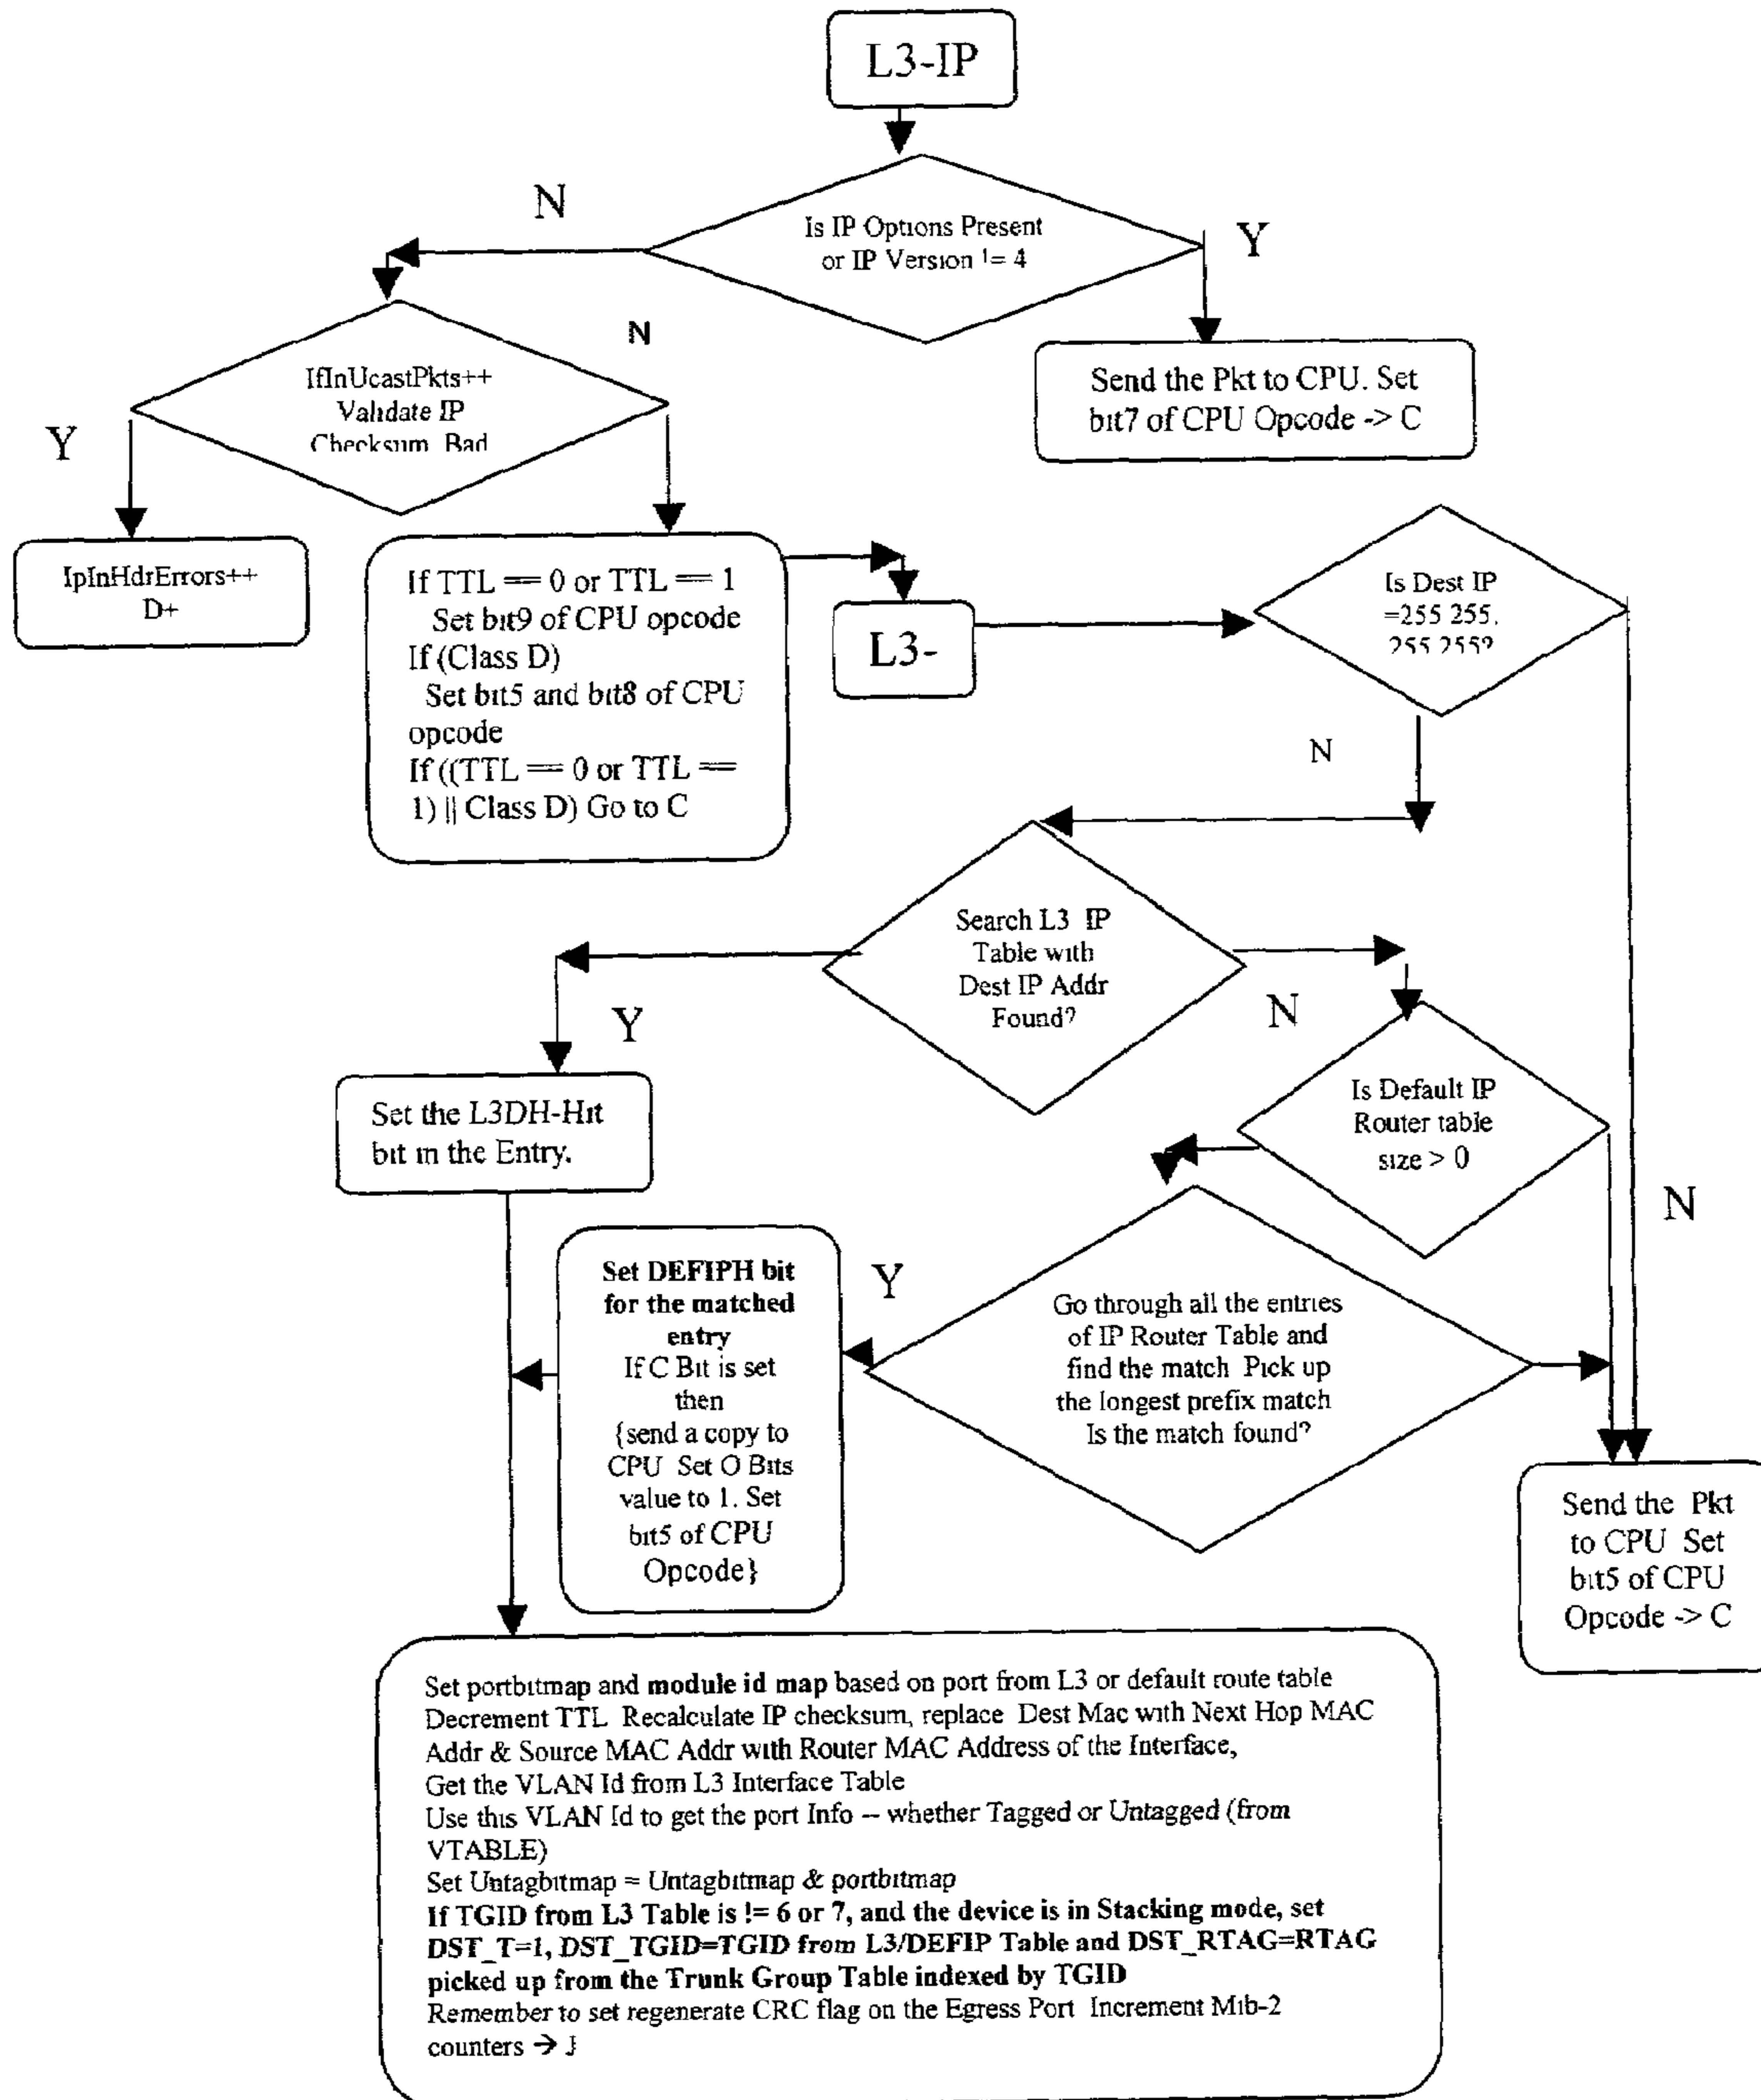 L3-IP
N
Is IP Options Present
or IP Version != 4
Y
N
IfInUcastPkts++
Validate IP
Checksum Bad
Y
Send the Pkt to CPU. Set
bit7 of CPU Opcode -> C
IpInHdrErrors++
D+
If TTL == 0 or TTL == 1
Set bit9 of CPU opcode
If (Class D)
Set bit5 and bit8 of CPU
opcode
If ((TTL == 0 or TTL ==
1) || Class D) Go to C
L3-
Is Dest IP
=255 255.
255 255?
N
Search L3 IP
Table with
Dest IP Addr
Found?
Y
N
Set the L3DH-Hit
bit in the Entry.
Is Default IP
Router table
size > 0
N
Set DEFIPH bit
for the matched
entry
If C Bit is set
then
{send a copy to
CPU Set O Bits
value to 1. Set
bit5 of CPU
Opcode}
Y
Go through all the entries
of IP Router Table and
find the match Pick up
the longest prefix match
Is the match found?
Send the Pkt
to CPU Set
bit5 of CPU
Opcode -> C
Set portbitmap and module id map based on port from L3 or default route table
Decrement TTL Recalculate IP checksum, replace Dest Mac with Next Hop MAC
Addr & Source MAC Addr with Router MAC Address of the Interface,
Get the VLAN Id from L3 Interface Table
Use this VLAN Id to get the port Info -- whether Tagged or Untagged (from
VTABLE)
Set Untagbitmap = Untagbitmap & portbitmap
If TGID from L3 Table is != 6 or 7, and the device is in Stacking mode, set
DST_T=1, DST_TGID=TGID from L3/DEFIP Table and DST_RTAG=RTAG
picked up from the Trunk Group Table indexed by TGID
Remember to set regenerate CRC flag on the Egress Port Increment Mib-2
counters → J